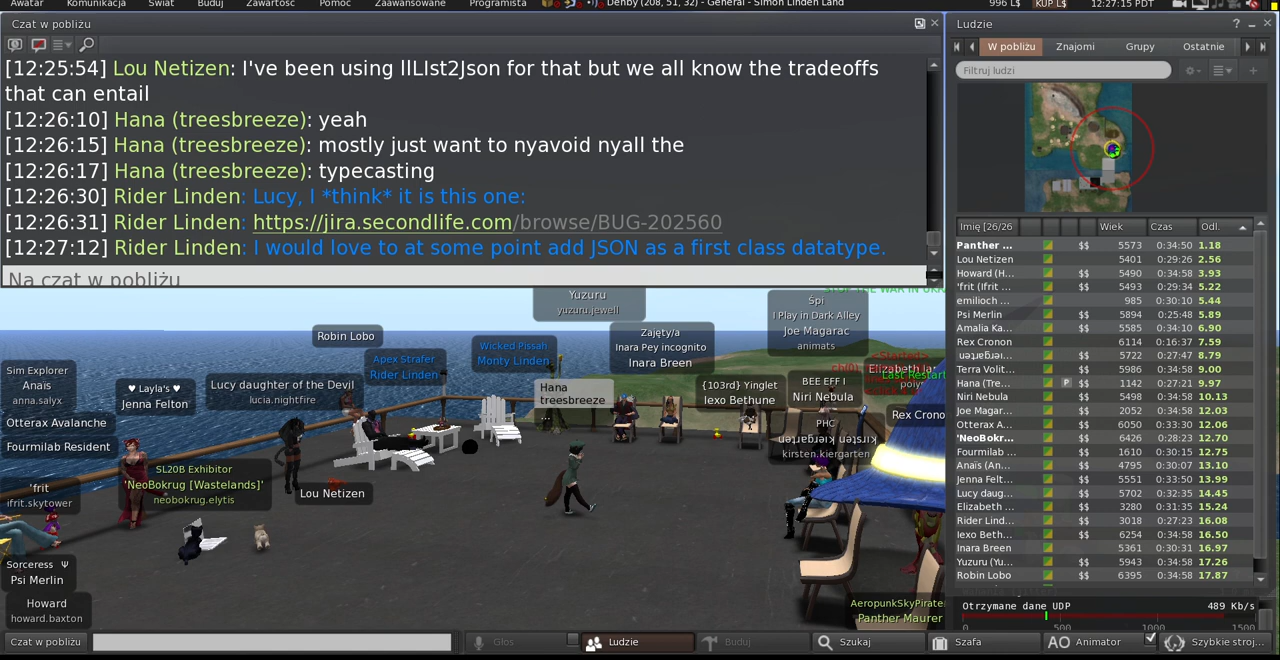 Awatar Komunikacja Świat Buduj Zawartość Pomoc Zaawansowane Programista Denby (208, 51, 32) - General - Simon Linden Land 996 L$ KUP L$ 12:27:15 PDT
Czat w pobliżu
[12:25:54] Lou Netizen: I've been using llLIst2Json for that but we all know the tradeoffs
that can entail
[12:26:10] Hana (treesbreeze): yeah
[12:26:15] Hana (treesbreeze): mostly just want to nyavoid nyall the
[12:26:17] Hana (treesbreeze): typecasting
[12:26:30] Rider Linden: Lucy, I *think* it is this one:
[12:26:31] Rider Linden: https://jira.secondlife.com/browse/BUG-202560
[12:27:12] Rider Linden: I would love to at some point add JSON as a first class datatype.
Na czat w pobliżu
Ludzie
W pobliżu Znajomi Grupy Ostatnie
Filtruj ludzi
Imię [26/26 Wiek Czas Odl.
Panther ... $$ 5573 0:34:50 1.18
Lou Netizen 5401 0:29:26 2.56
Howard (H... $$ 5490 0:34:58 3.93
'frit (Ifrit ... $$ 5493 0:29:34 5.22
emilioch ... 985 0:30:10 5.44
Psi Merlin $$ 5894 0:25:48 5.89
Amalia Ka... $$ 5585 0:34:10 6.90
Rex Cronon 6114 0:16:37 7.59
$$ 5722 0:27:47 8.79
Terra Volit... $$ 5986 0:34:58 9.00
Hana (Tre... P 1142 0:27:21 9.97
Niri Nebula $$ 5498 0:34:58 10.13
Joe Magar... $$ 2052 0:34:58 12.03
Otterax A... $$ 6050 0:33:30 12.06
'NeoBokr... $$ 6426 0:28:23 12.70
Fourmilab ... $$ 1610 0:30:15 12.75
Anaïs (An... $$ 4795 0:30:07 13.10
Jenna Felt... $$ 5551 0:33:50 13.99
Lucy daug... $$ 5702 0:32:35 14.45
Elizabeth ... $$ 3280 0:31:35 15.24
Rider Lind... $$ 3018 0:27:23 16.08
Iexo Beth... $$ 6254 0:34:58 16.50
Inara Breen 5361 0:30:31 16.97
Yuzuru (Yu... $$ 5943 0:34:58 17.26
Robin Lobo $$ 6395 0:34:58 17.87
Otrzymane dane UDP 489 Kb/s
0 500 1000 1500
Yuzuru
yuzuru.jewell
Śpi
I Play in Dark Alley
Joe Magarac
animats
Robin Lobo
Apex Strafer
Rider Linden
Wicked Pissah
Monty Linden
Zajęty/a
Inara Pey incognito
Inara Breen
Last Restart
Sim Explorer
Anaïs
anna.salyx
♥ Layla's ♥
Jenna Felton
Lucy daughter of the Devil
lucia.nightfire
Hana
treesbreeze
{103rd} Yinglet
Iexo Bethune
BEE EFF I
Niri Nebula
Otterax Avalanche
Rex Crono
PHC
kirsten.kiergarten
Fourmilab Resident
SL20B Exhibitor
'NeoBokrug [Wastelands]'
neobokrug.elytis
'frit
ifrit.skytower
Lou Netizen
Sorceress Ψ
Psi Merlin
Howard
howard.baxton
AeropunkSkyPirate
Panther Maurer
Czat w pobliżu Głos Ludzie Buduj Szukaj Szafa AO Animator Szybkie stroj...